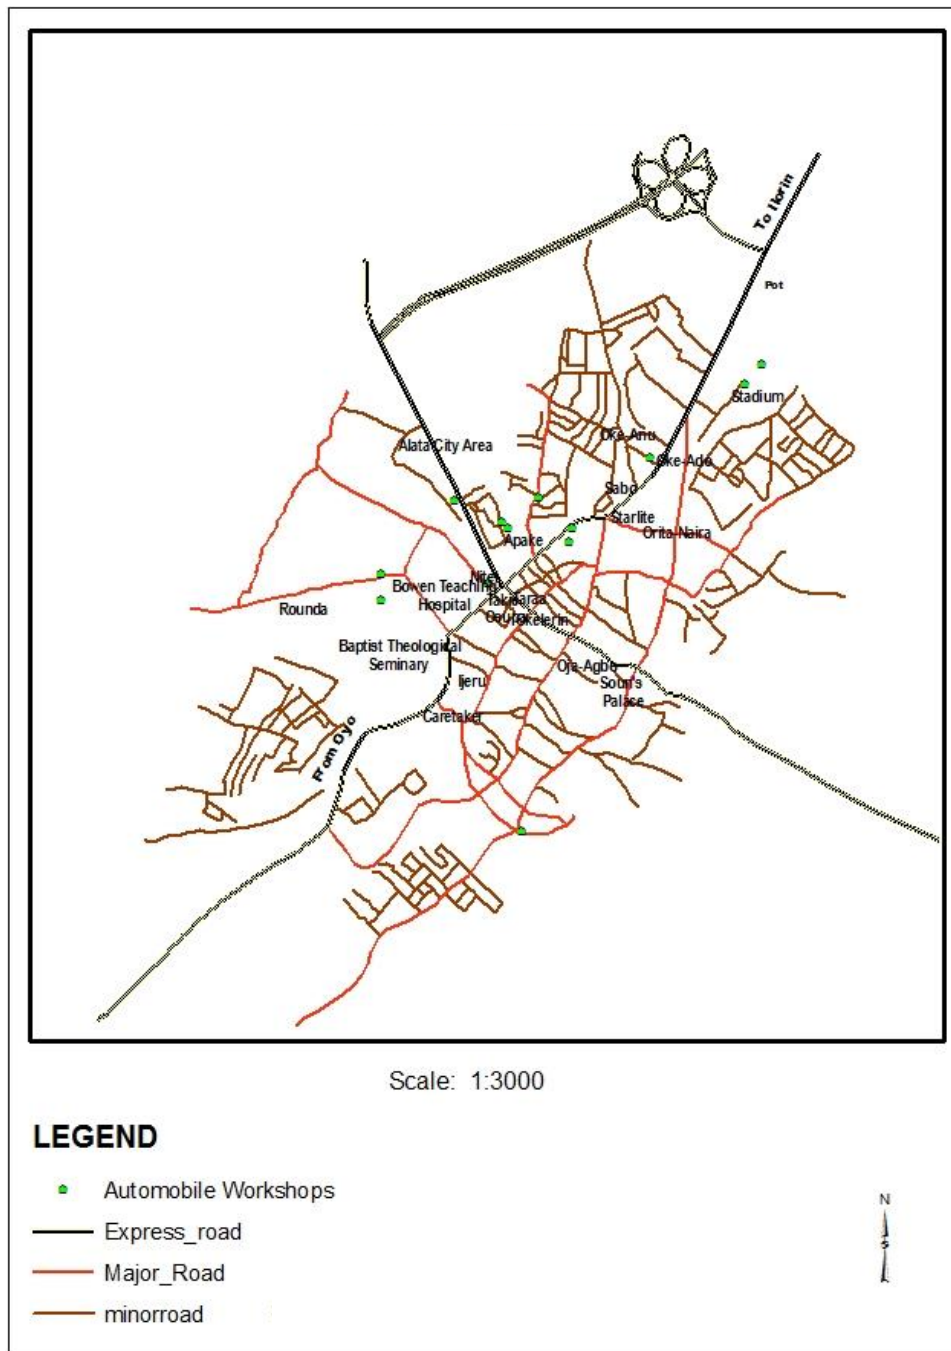 To Ilorin
Pot
Stadium
Oke-Anu
Alata City Area
Oke-Ado
Sabo
Starlite
Orita-Naira
Apake
Bowen Teaching
Hospital
Rounda
Baptist Theological
Seminary
Oja-Agbe
Ijeru
Soun's
Palace
Caretaker
From Oyo
Scale: 1:3000
LEGEND
Automobile Workshops
Express_road
Major_Road
minorroad
N
S